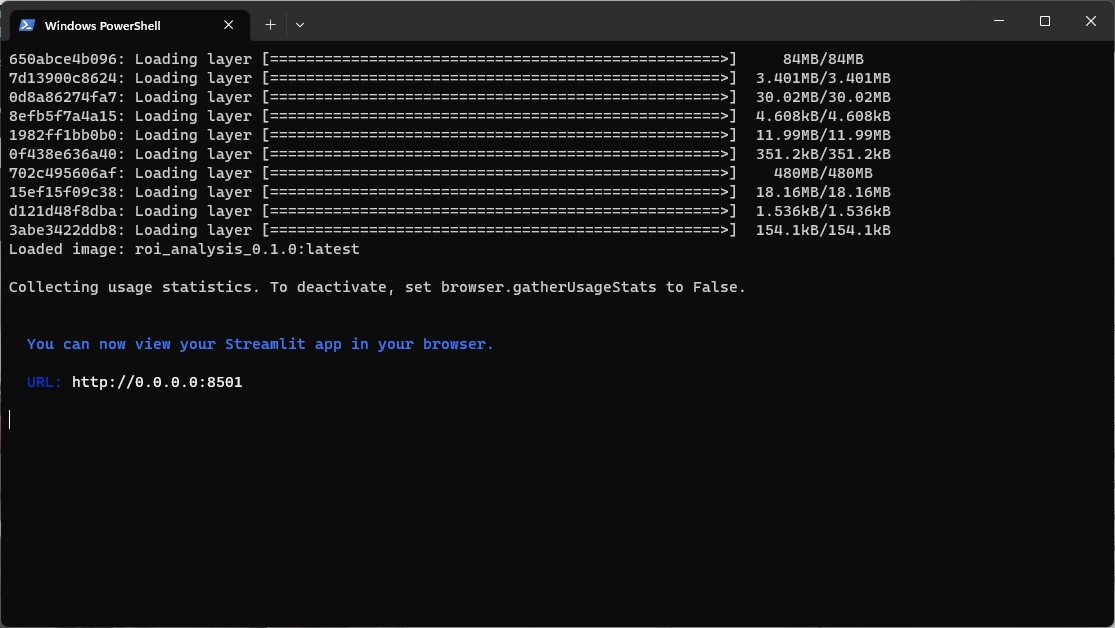 Windows PowerShell
650abce4b096: Loading layer [==================================================>]     84MB/84MB
7d13900c8624: Loading layer [==================================================>]  3.401MB/3.401MB
0d8a86274fa7: Loading layer [==================================================>]  30.02MB/30.02MB
8efb5f7a4a15: Loading layer [==================================================>]  4.608kB/4.608kB
1982ff1bb0b0: Loading layer [==================================================>]  11.99MB/11.99MB
0f438e636a40: Loading layer [==================================================>]  351.2kB/351.2kB
702c495606af: Loading layer [==================================================>]    480MB/480MB
15ef15f09c38: Loading layer [==================================================>]  18.16MB/18.16MB
d121d48f8dba: Loading layer [==================================================>]  1.536kB/1.536kB
3abe3422ddb8: Loading layer [==================================================>]  154.1kB/154.1kB
Loaded image: roi_analysis_0.1.0:latest
Collecting usage statistics. To deactivate, set browser.gatherUsageStats to False.
You can now view your Streamlit app in your browser.
URL: http://0.0.0.0:8501